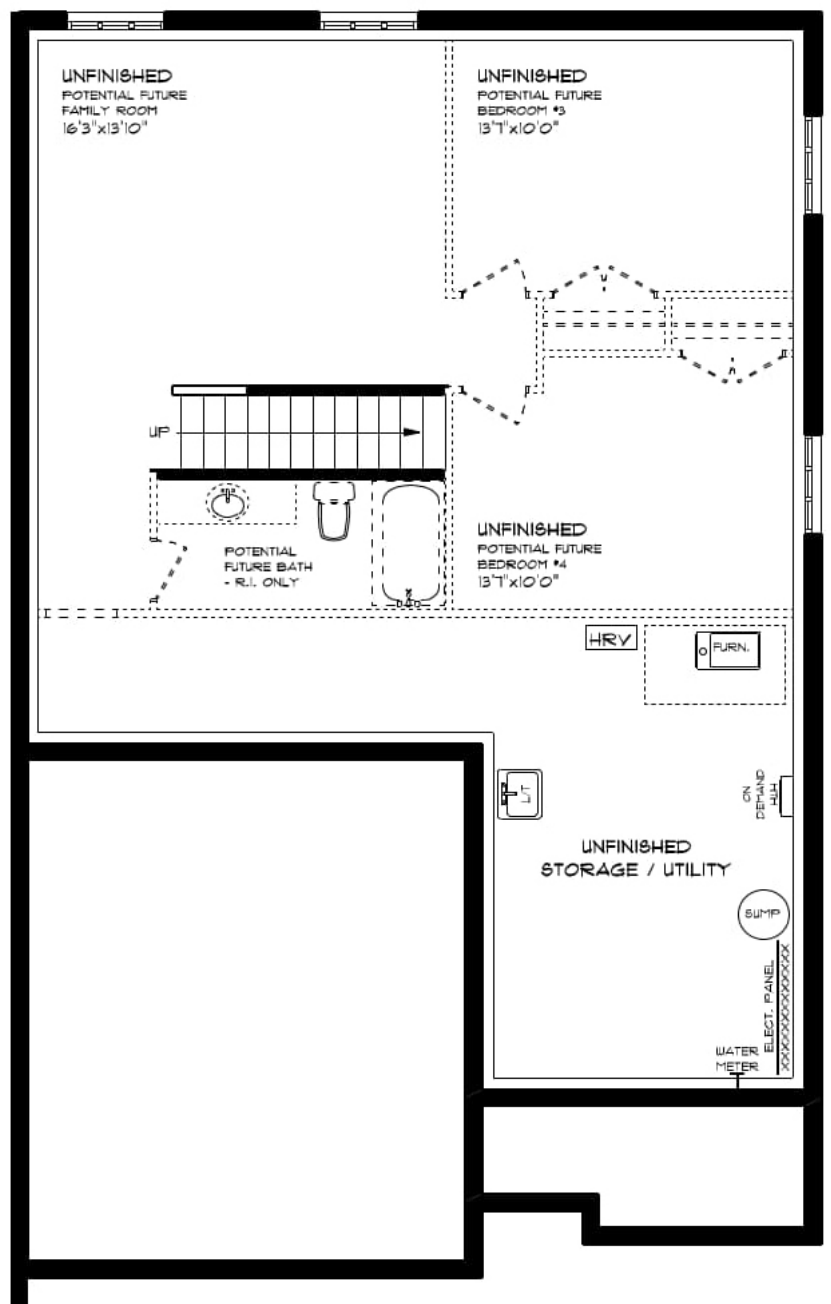 UNFINISHED
POTENTIAL FUTURE
FAMILY ROOM
16'3"x13'10"
UNFINISHED
POTENTIAL FUTURE
BEDROOM #3
13'7"x10'0"
UP
POTENTIAL
FUTURE BATH
- R.I. ONLY
UNFINISHED
POTENTIAL FUTURE
BEDROOM #4
13'7"x10'0"
HRV
FURN.
L/T
ON
DEMAND
HTH
UNFINISHED
STORAGE / UTILITY
SUMP
ELECT. PANEL
WATER
METER